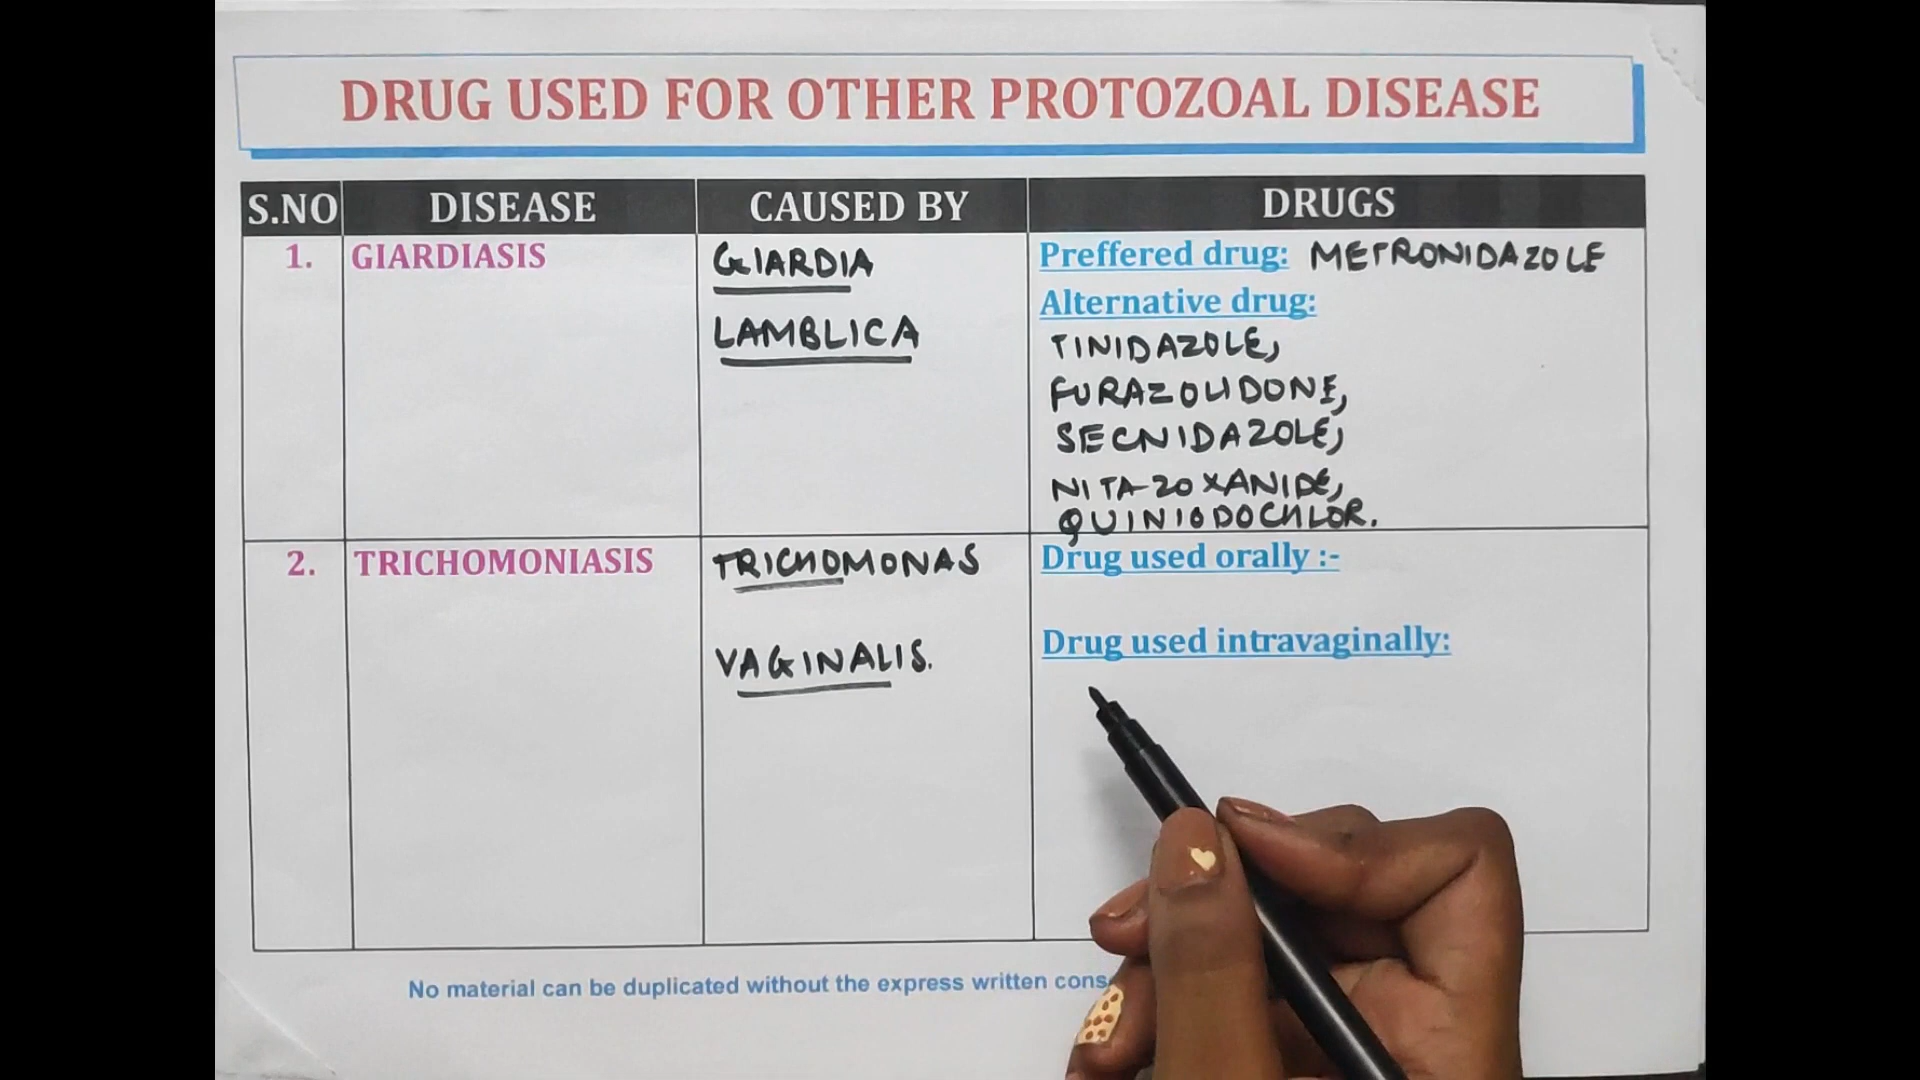 DRUG USED FOR OTHER PROTOZOAL DISEASE
S.NO DISEASE CAUSED BY DRUGS
1. GIARDIASIS GIARDIA LAMBLICA
Preffered drug: METRONIDAZOLE
Alternative drug:
TINIDAZOLE,
FURAZOLIDONE,
SECNIDAZOLE,
NITAZOXANIDE,
QUINIODOCHLOR.
2. TRICHOMONIASIS TRICHOMONAS
VAGINALIS.
Drug used orally :-
Drug used intravaginally:
No material can be duplicated without the express written cons